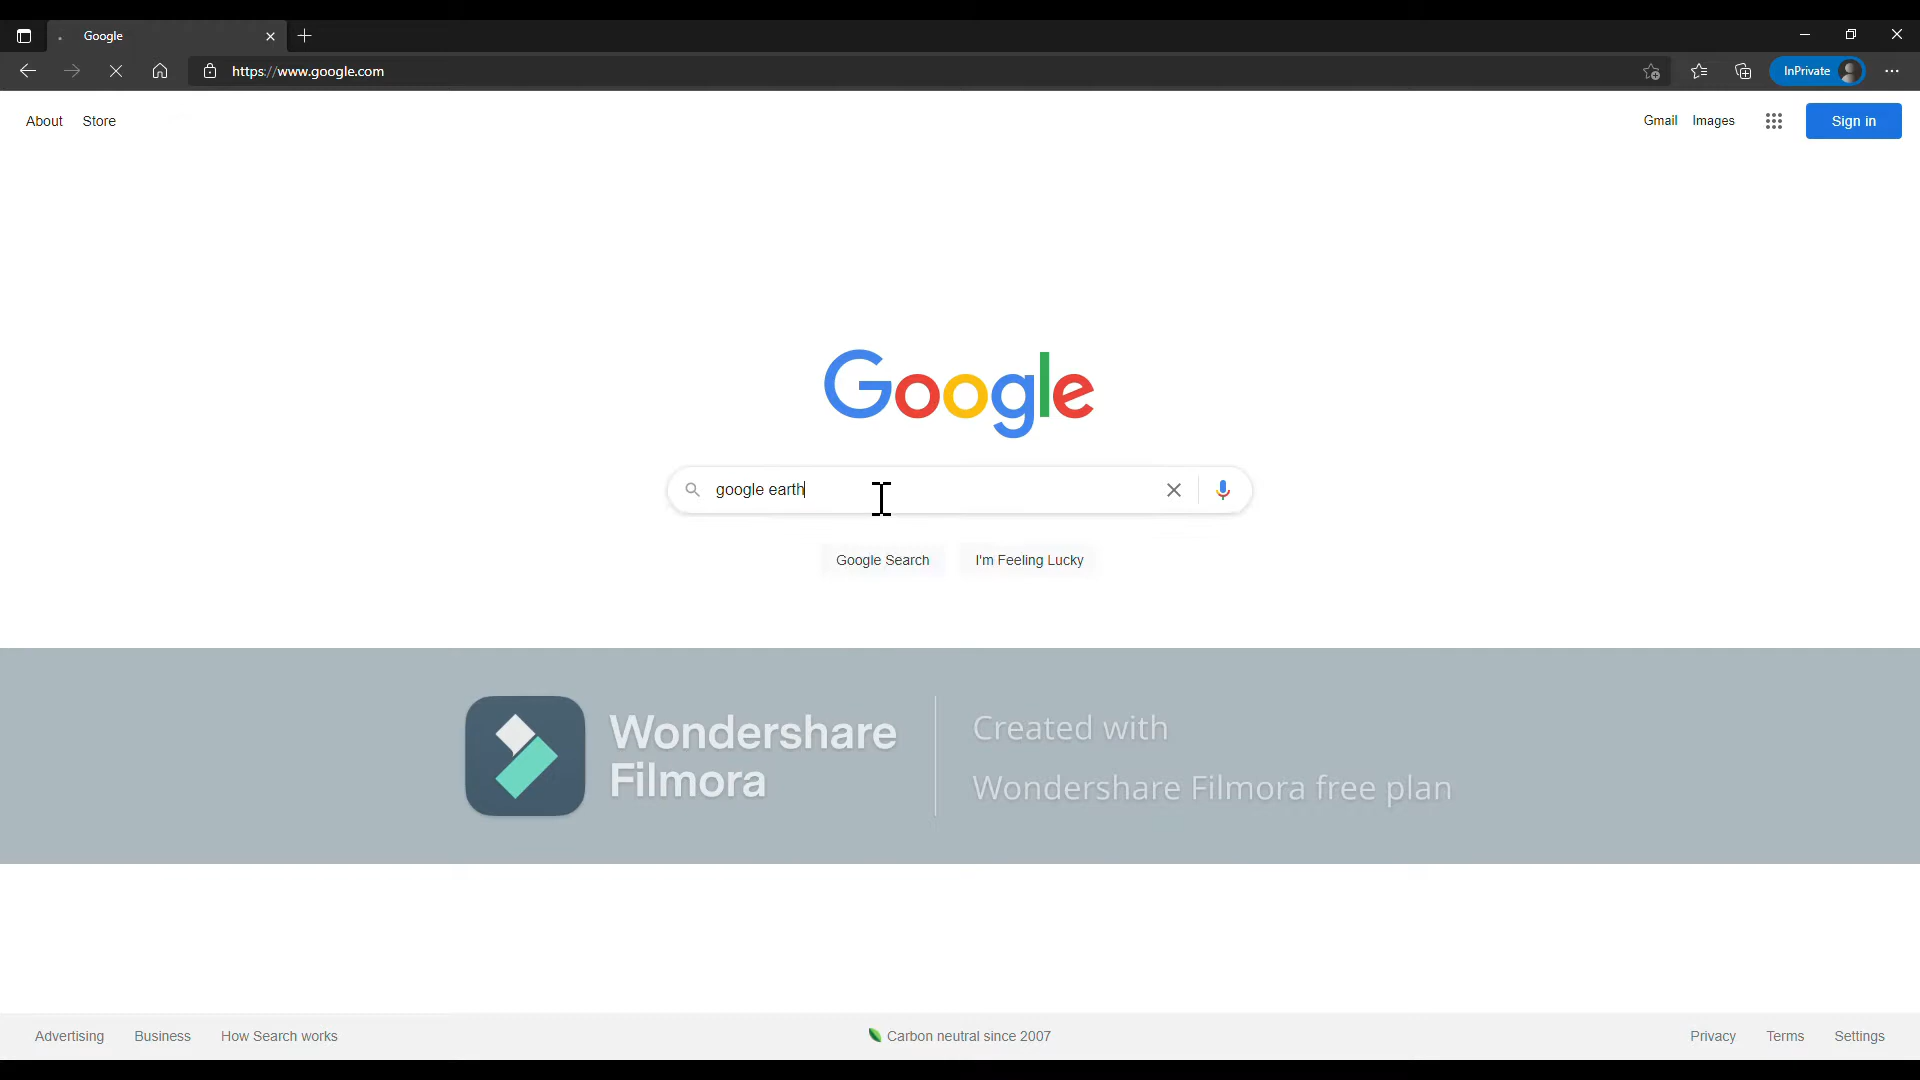 Google
https://www.google.com
InPrivate
About Store
Gmail Images
Sign in
Google
google earth
Google Search I'm Feeling Lucky
Wondershare Filmora
Created with
Wondershare Filmora free plan
Advertising Business How Search works
Carbon neutral since 2007
Privacy Terms Settings